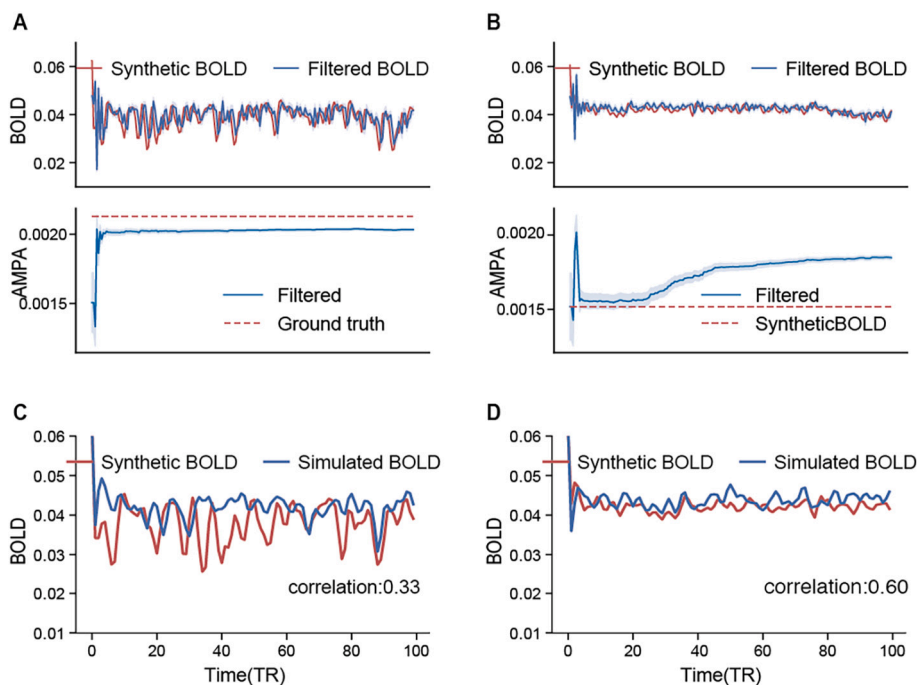 A
Synthetic BOLD
Filtered BOLD
BOLD
0.06
0.04
0.02
AMPA
0.0020
0.0015
Filtered
Ground truth
B
Synthetic BOLD
Filtered BOLD
BOLD
0.06
0.04
0.02
AMPA
0.0020
0.0015
Filtered
SyntheticBOLD
C
Synthetic BOLD
Simulated BOLD
BOLD
0.06
0.05
0.04
0.03
0.02
0.01
correlation:0.33
0 20 40 60 80 100
Time(TR)
D
Synthetic BOLD
Simulated BOLD
BOLD
0.06
0.05
0.04
0.03
0.02
0.01
correlation:0.60
0 20 40 60 80 100
Time(TR)